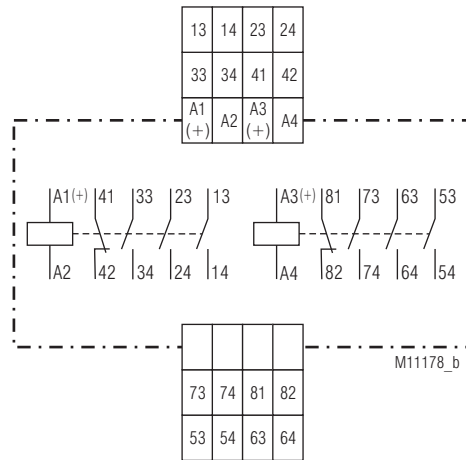 13 14 23 24
33 34 41 42
A1 (+) A2 A3 (+) A4
A1(+) 41 33 23 13 A3(+) 81 73 63 53
A2 42 34 24 14 A4 82 74 64 54
M11178_b
73 74 81 82
53 54 63 64